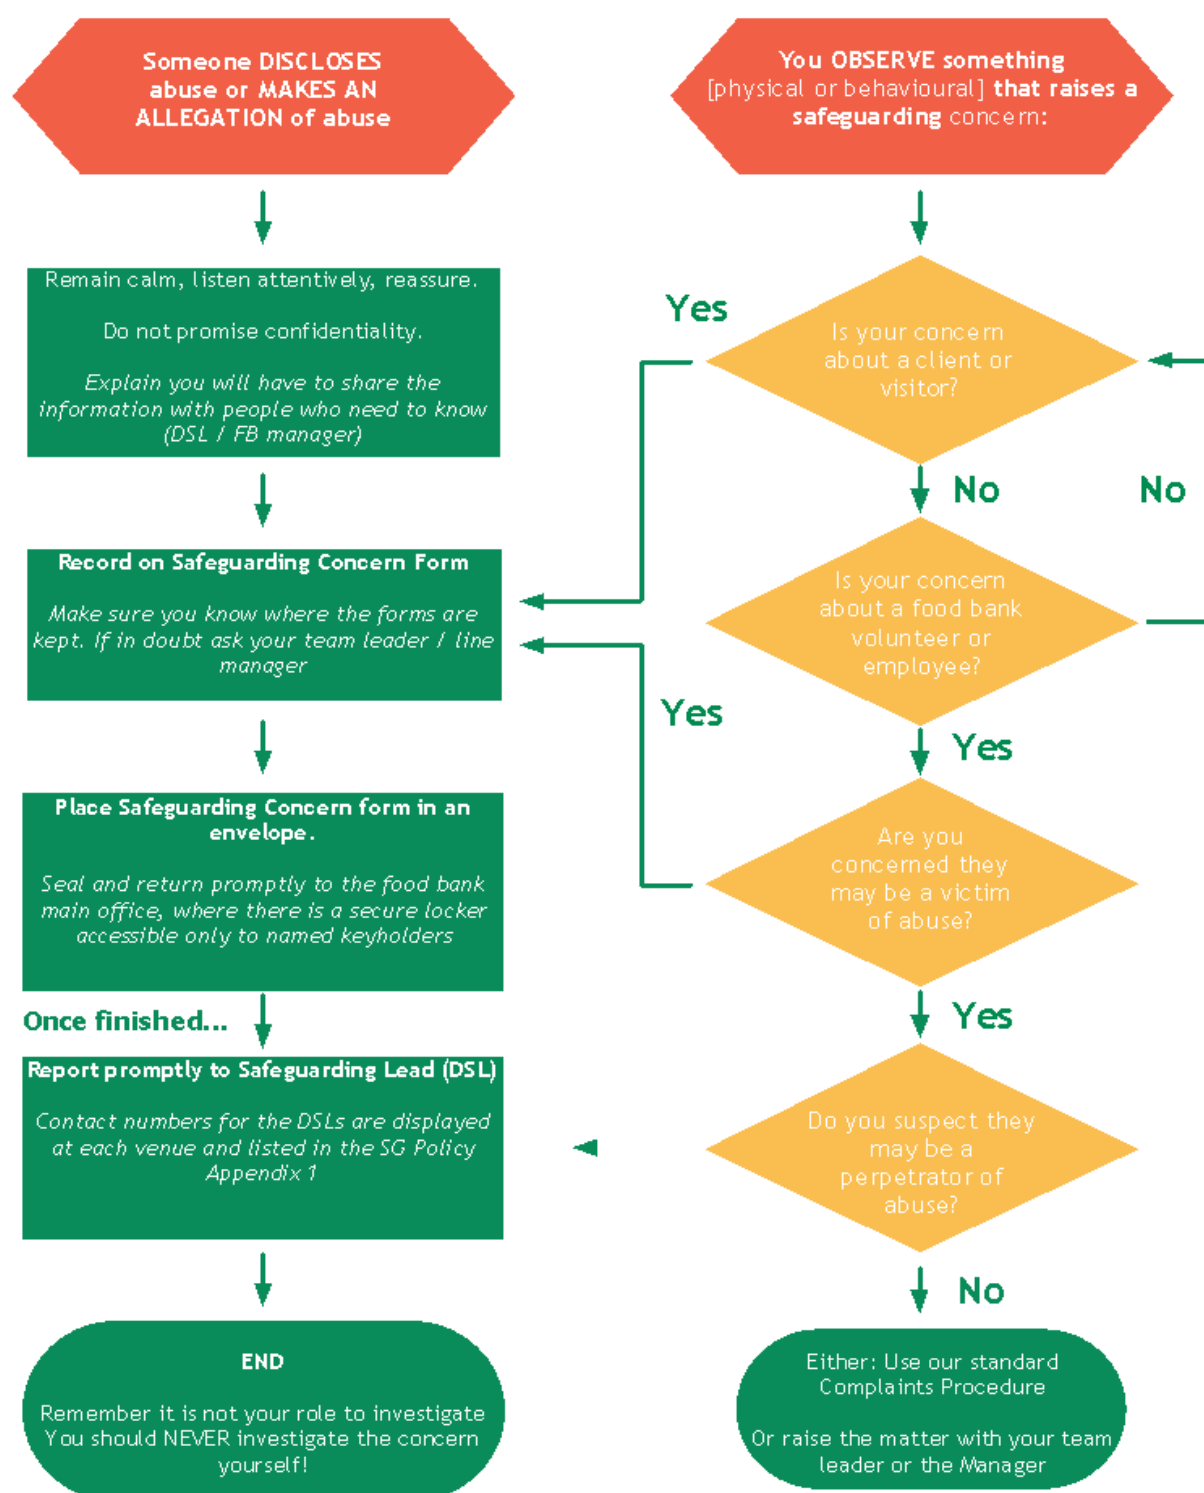 Someone DISCLOSES
abuse or MAKES AN
ALLEGATION of abuse
Remain calm, listen attentively, reassure.
Do not promise confidentiality.
Explain you will have to share the
information with people who need to know
(DSL / FB manager)
Record on Safeguarding Concern Form
Make sure you know where the forms are
kept. If in doubt ask your team leader / line
manager
Place Safeguarding Concern form in an
envelope.
Seal and return promptly to the food bank
main office, where there is a secure locker
accessible only to named keyholders
Once finished...
Report promptly to Safeguarding Lead (DSL)
Contact numbers for the DSLs are displayed
at each venue and listed in the SG Policy
Appendix 1
END
Remember it is not your role to investigate
You should NEVER investigate the concern
yourself!
You OBSERVE something
[physical or behavioural] that raises a
safeguarding concern:
Yes
Is your concern
about a client or
visitor?
No
No
Is your concern
about a food bank
volunteer or
employee?
Yes
Yes
Are you
concerned they
may be a victim
of abuse?
Yes
Do you suspect they
may be a
perpetrator of
abuse?
No
Either: Use our standard
Complaints Procedure
Or raise the matter with your team
leader or the Manager